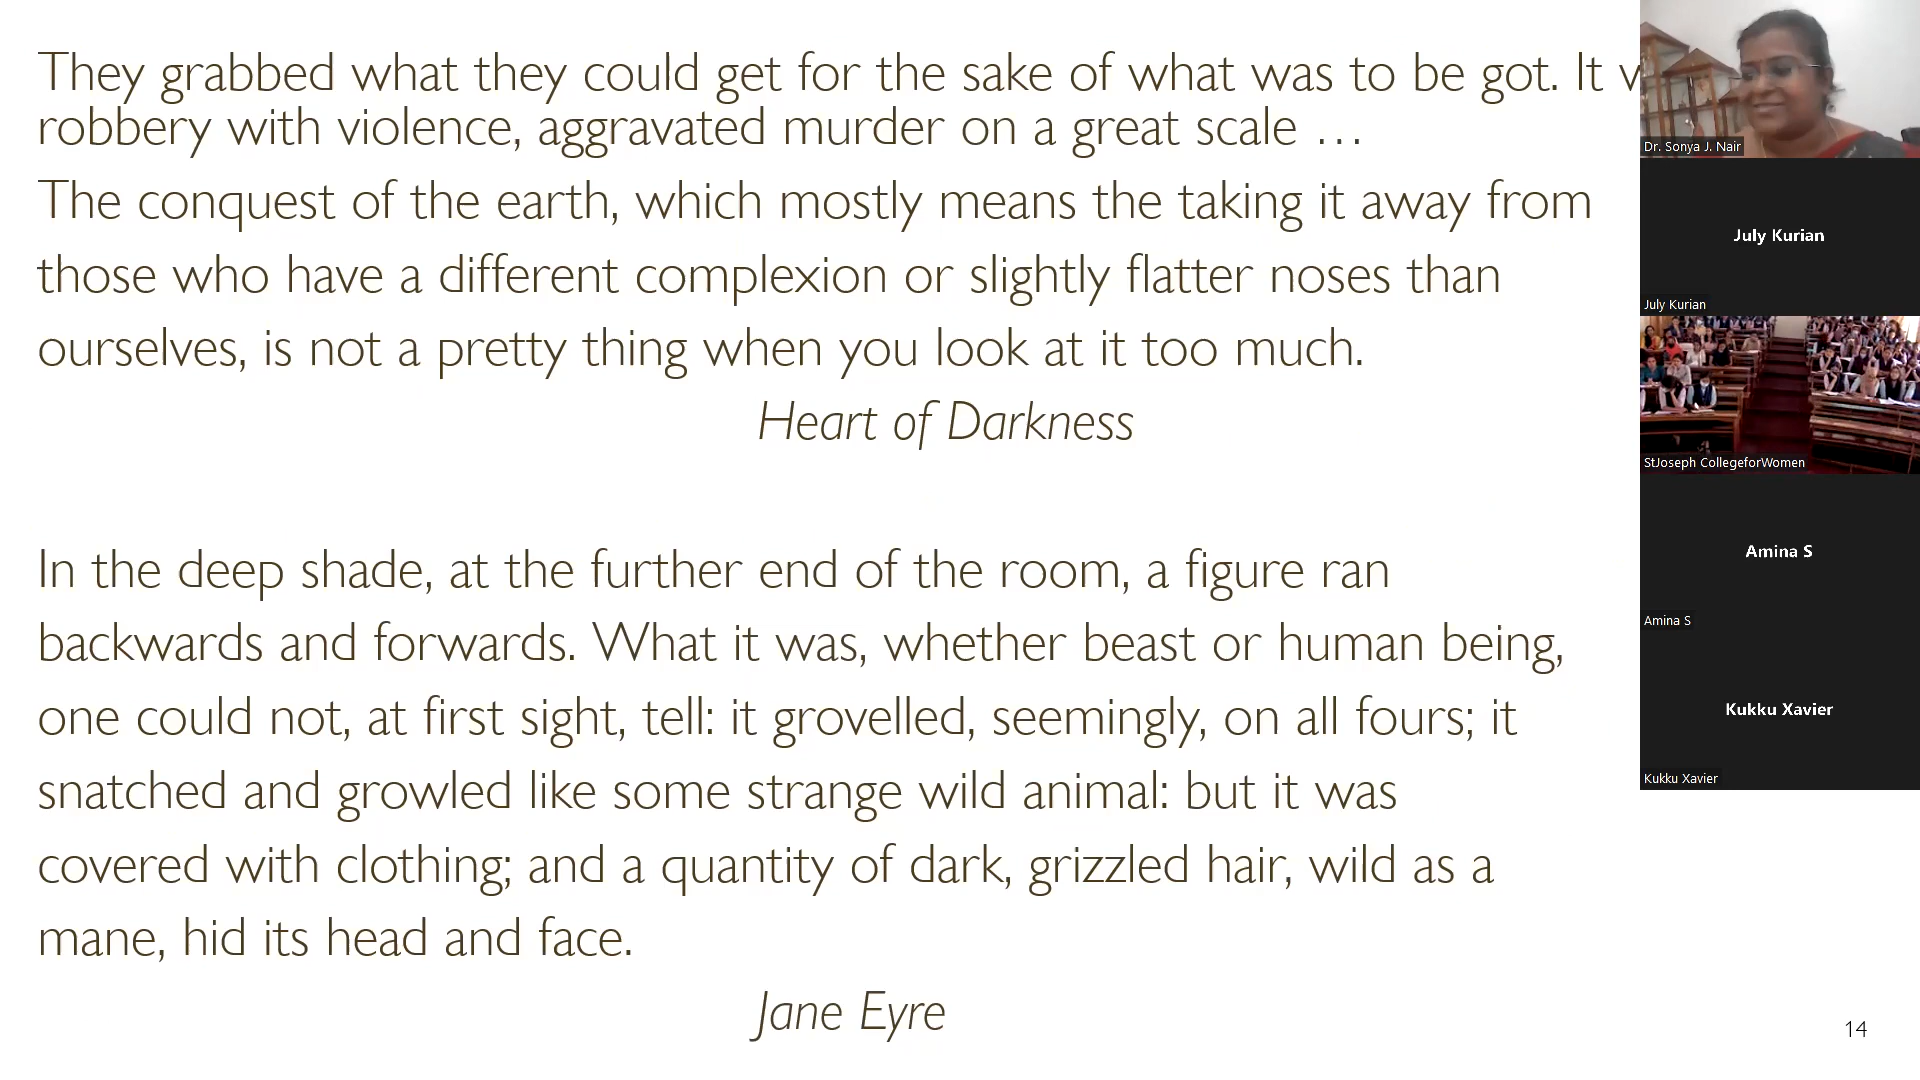 They grabbed what they could get for the sake of what was to be got. It
robbery with violence, aggravated murder on a great scale …
The conquest of the earth, which mostly means the taking it away from
those who have a different complexion or slightly flatter noses than
ourselves, is not a pretty thing when you look at it too much.
Heart of Darkness
In the deep shade, at the further end of the room, a figure ran
backwards and forwards. What it was, whether beast or human being,
one could not, at first sight, tell: it grovelled, seemingly, on all fours; it
snatched and growled like some strange wild animal: but it was
covered with clothing; and a quantity of dark, grizzled hair, wild as a
mane, hid its head and face.
Jane Eyre
14
Dr. Sonya J. Nair
July Kurian
July Kurian
StJoseph CollegeforWomen
Amina S
Amina S
Kukku Xavier
Kukku Xavier